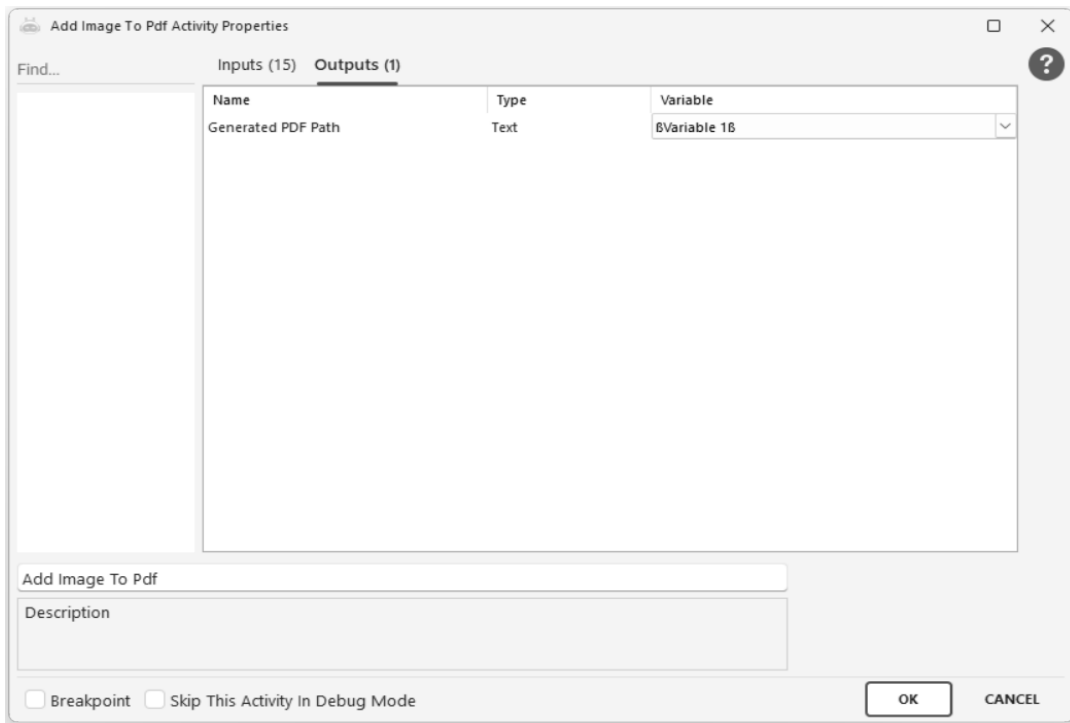 Add Image To Pdf Activity Properties
Find...
Inputs (15) Outputs (1)
?
Name Type Variable
Generated PDF Path Text ßVariable 1ß
Add Image To Pdf
Description
Breakpoint Skip This Activity In Debug Mode
OK CANCEL